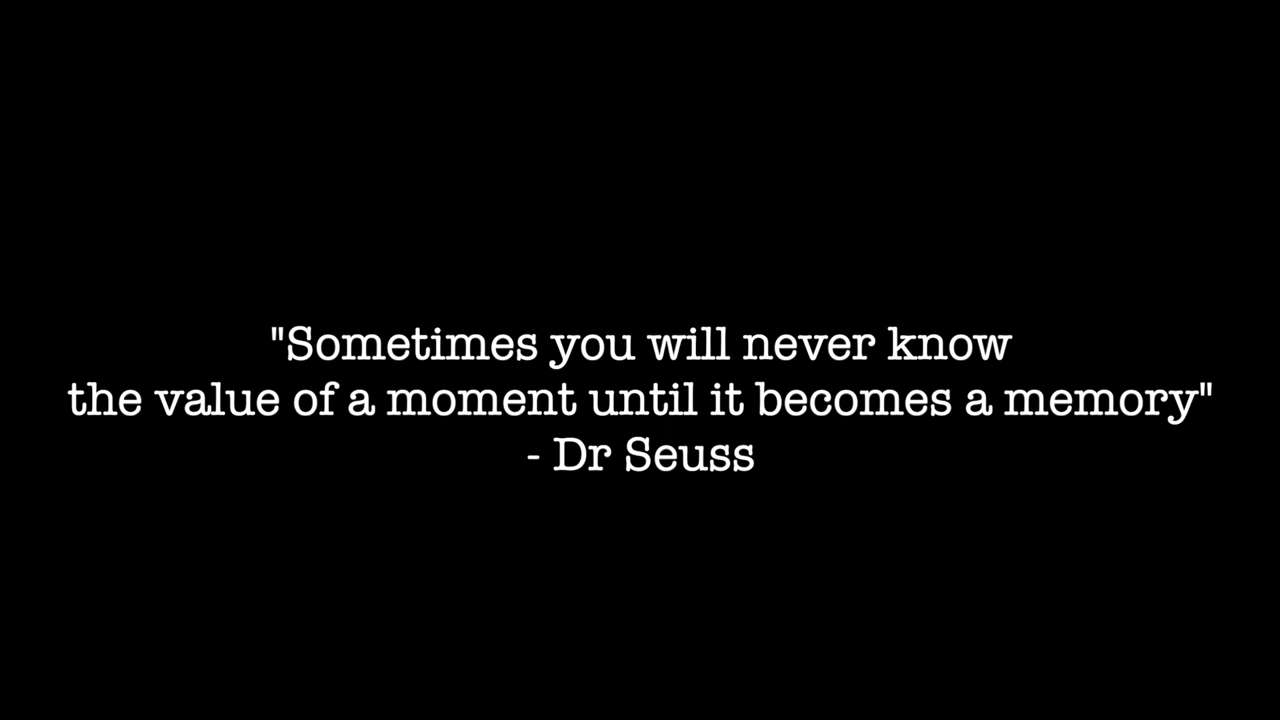 "Sometimes you will never know
the value of a moment until it becomes a memory"
- Dr Seuss